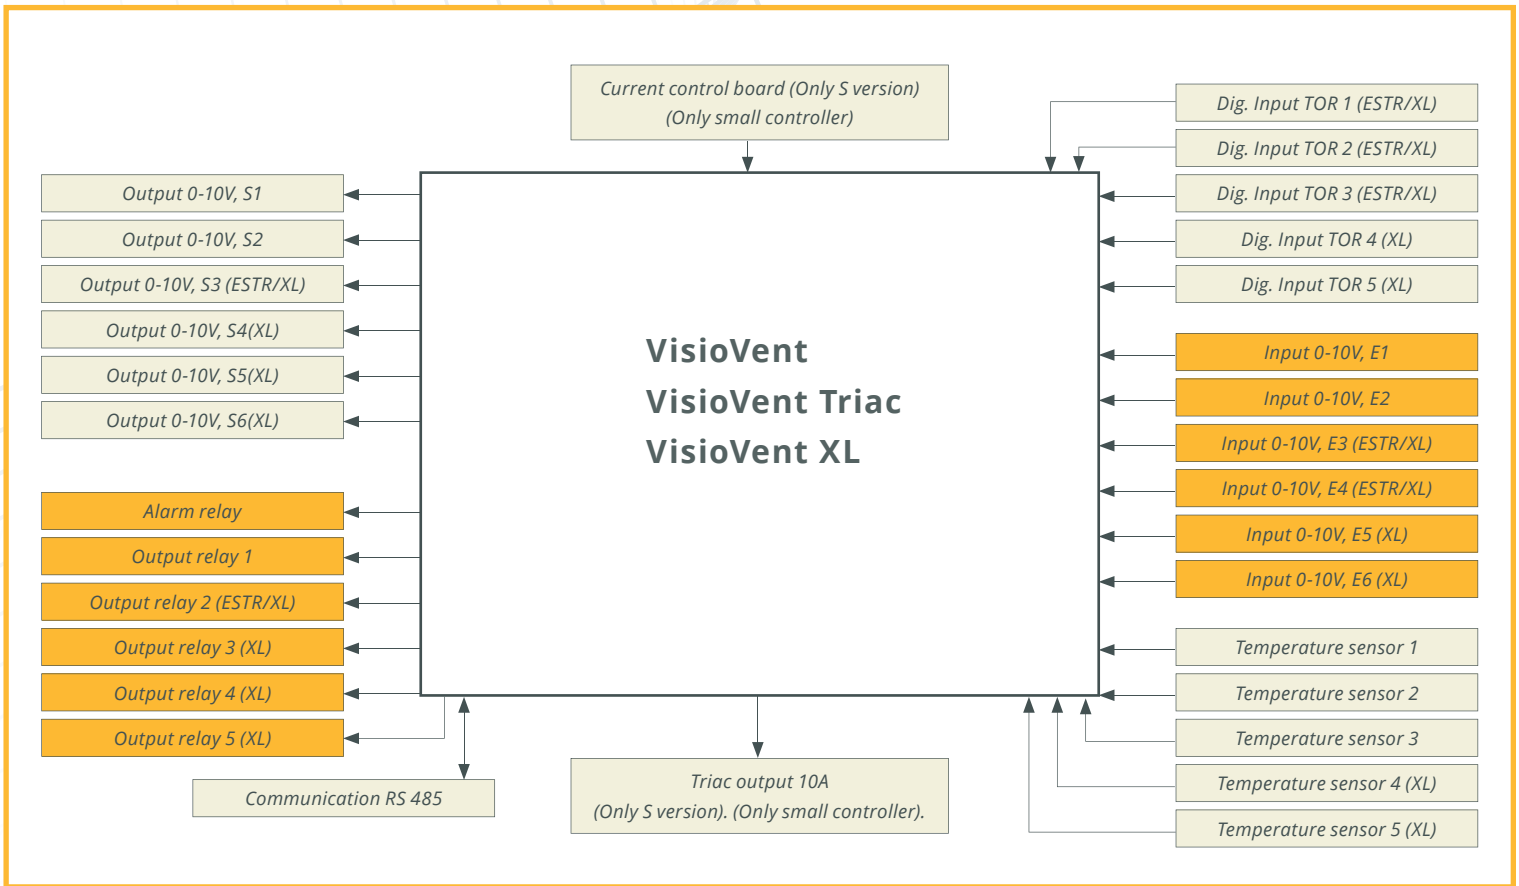 Current control board (Only S version)
(Only small controller)
Output 0-10V, S1
Output 0-10V, S2
Output 0-10V, S3 (ESTR/XL)
Output 0-10V, S4(XL)
Output 0-10V, S5(XL)
Output 0-10V, S6(XL)
Alarm relay
Output relay 1
Output relay 2 (ESTR/XL)
Output relay 3 (XL)
Output relay 4 (XL)
Output relay 5 (XL)
Communication RS 485
VisioVent
VisioVent Triac
VisioVent XL
Triac output 10A
(Only S version). (Only small controller).
Dig. Input TOR 1 (ESTR/XL)
Dig. Input TOR 2 (ESTR/XL)
Dig. Input TOR 3 (ESTR/XL)
Dig. Input TOR 4 (XL)
Dig. Input TOR 5 (XL)
Input 0-10V, E1
Input 0-10V, E2
Input 0-10V, E3 (ESTR/XL)
Input 0-10V, E4 (ESTR/XL)
Input 0-10V, E5 (XL)
Input 0-10V, E6 (XL)
Temperature sensor 1
Temperature sensor 2
Temperature sensor 3
Temperature sensor 4 (XL)
Temperature sensor 5 (XL)